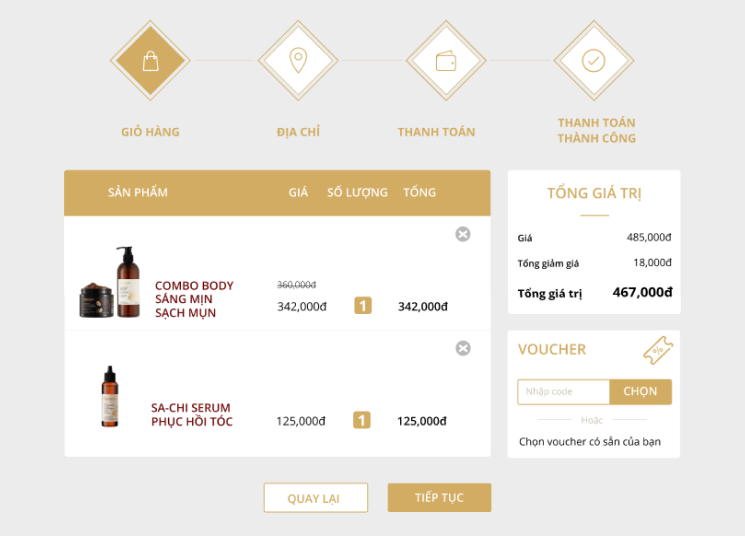 GIỎ HÀNG
ĐỊA CHỈ
THANH TOÁN
THANH TOÁN
THÀNH CÔNG
SẢN PHẨM GIÁ SỐ LƯỢNG TỔNG
COMBO BODY
SÁNG MỊN
SẠCH MỤN
360,000đ
342,000đ 1 342,000đ
SA-CHI SERUM
PHỤC HỒI TÓC
125,000đ 1 125,000đ
TỔNG GIÁ TRỊ
Giá 485,000đ
Tổng giảm giá 18,000đ
Tổng giá trị 467,000đ
VOUCHER
Nhập code CHỌN
Hoặc
Chọn voucher có sẳn của bạn
QUAY LẠI TIẾP TỤC